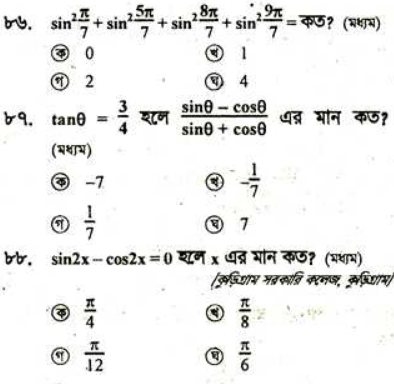 ৮৬. sin²π/7 + sin²5π/7 + sin²8π/7 + sin²9π/7 = কত? (মধ্যম)
ক 0 খ 1
গ 2 ঘ 4
৮৭. tanθ = 3/4 হলে (sinθ – cosθ)/(sinθ + cosθ) এর মান কত?
(মধ্যম)
ক –7 খ –1/7
গ 1/7 ঘ 7
৮৮. sin2x – cos2x = 0 হলে x এর মান কত? (মধ্যম)
[কুড়িগ্রাম সরকারি কলেজ, কুড়িগ্রাম]
ক π/4 খ π/8
গ π/12 ঘ π/6